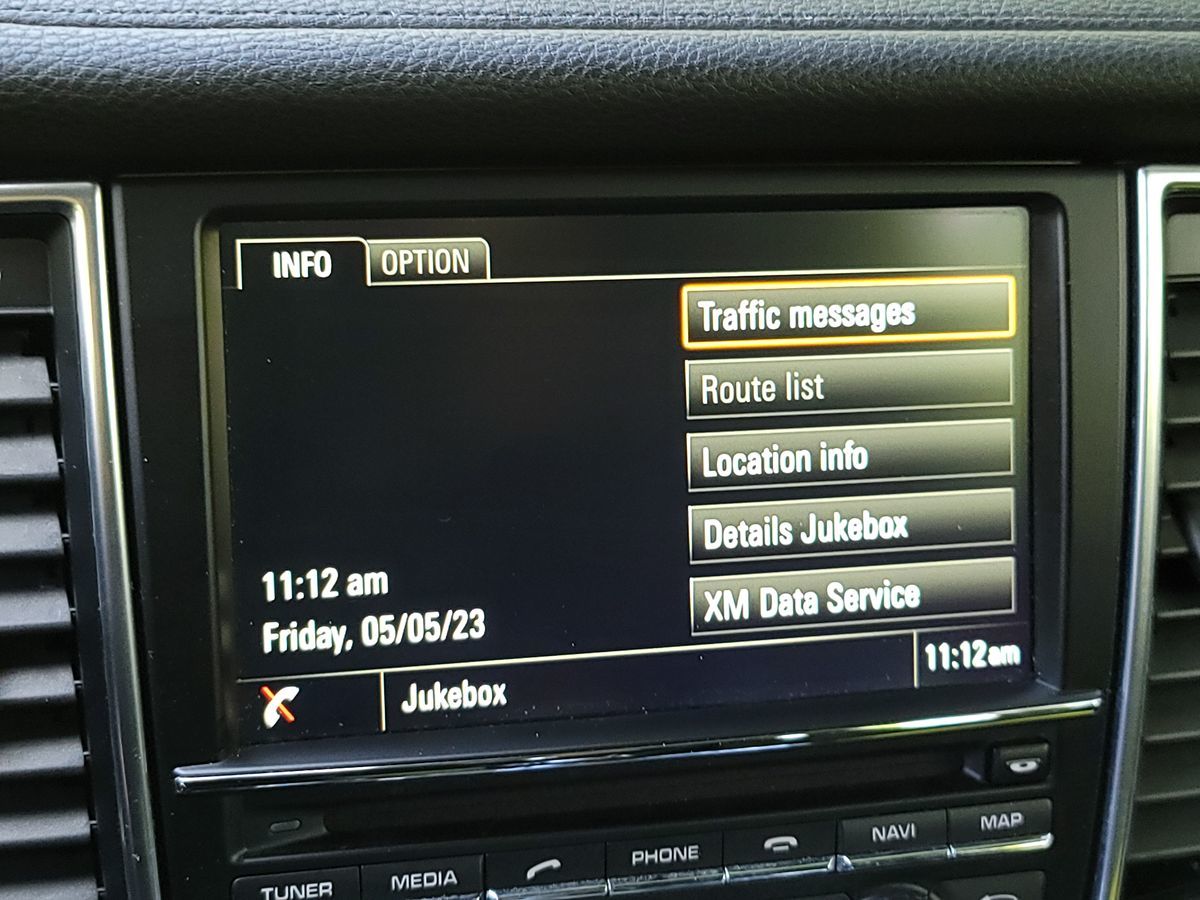 INFO
OPTION
Traffic messages
Route list
Location info
Details Jukebox
XM Data Service
11:12 am
Friday, 05/05/23
Jukebox
11:12am
TUNER
MEDIA
PHONE
NAVI
MAP